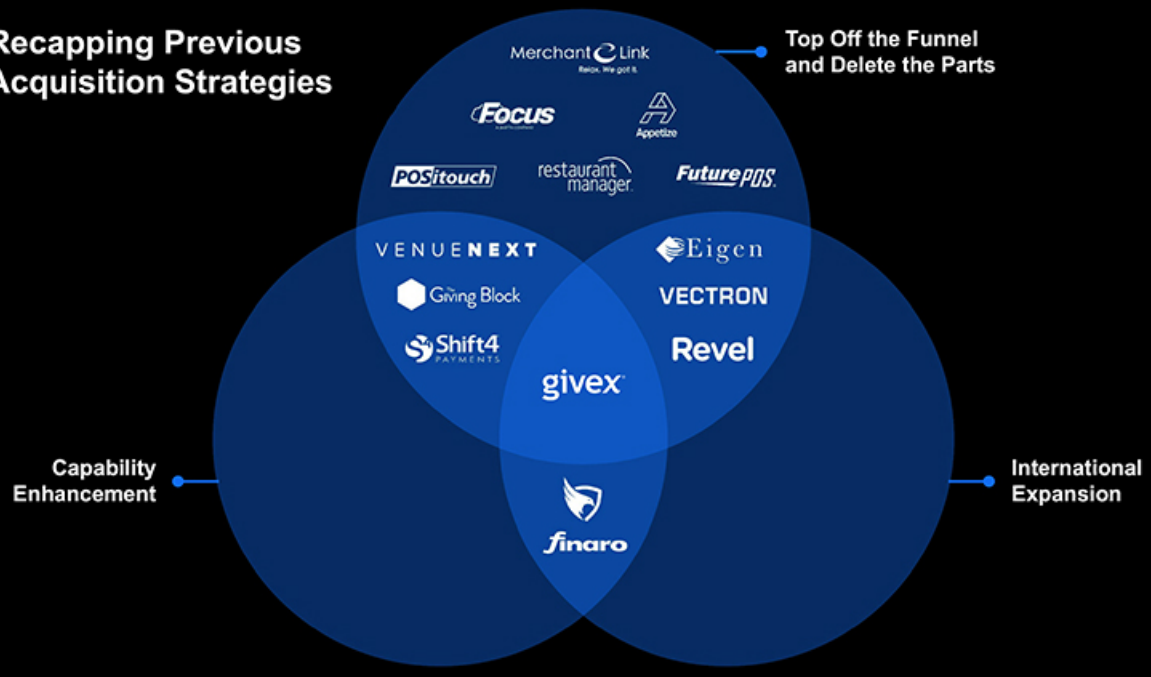 Recapping Previous
Acquisition Strategies
Merchant Link
Relax. We got it.
Top Off the Funnel
and Delete the Parts
Focus
Appetize
POSitouch
restaurant
manager.
Future POS.
VENUENEXT
Eigen
The
Giving Block
VECTRON
Shift4
PAYMENTS
Revel
givex
Capability
Enhancement
International
Expansion
finaro